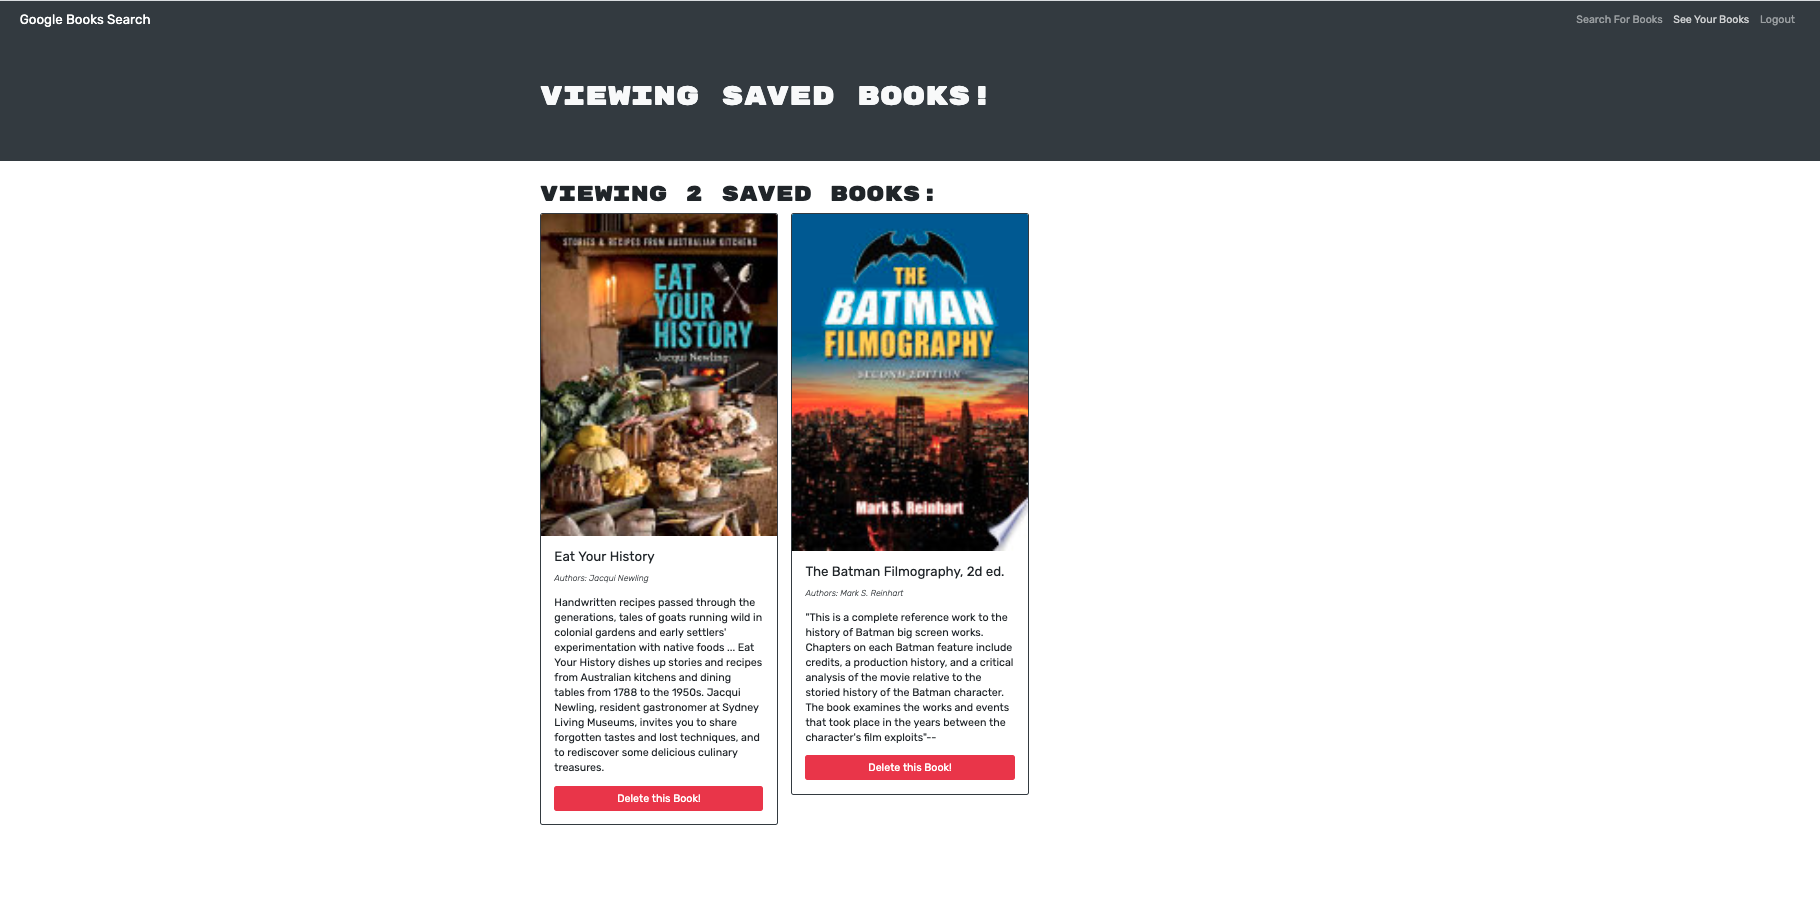 Google Books Search
Search For Books
See Your Books
Logout
VIEWING SAVED BOOKS!
VIEWING 2 SAVED BOOKS:
STORIES & RECIPES FROM AUSTRALIAN KITCHENS
EAT
YOUR
HISTORY
Jacqui Newling
Eat Your History
Authors: Jacqui Newling
Handwritten recipes passed through the
generations, tales of goats running wild in
colonial gardens and early settlers'
experimentation with native foods ... Eat
Your History dishes up stories and recipes
from Australian kitchens and dining
tables from 1788 to the 1950s. Jacqui
Newling, resident gastronomer at Sydney
Living Museums, invites you to share
forgotten tastes and lost techniques, and
to rediscover some delicious culinary
treasures.
Delete this Book!
THE
BATMAN
FILMOGRAPHY
SECOND EDITION
Mark S. Reinhart
The Batman Filmography, 2d ed.
Authors: Mark S. Reinhart
"This is a complete reference work to the
history of Batman big screen works.
Chapters on each Batman feature include
credits, a production history, and a critical
analysis of the movie relative to the
storied history of the Batman character.
The book examines the works and events
that took place in the years between the
character's film exploits"--
Delete this Book!